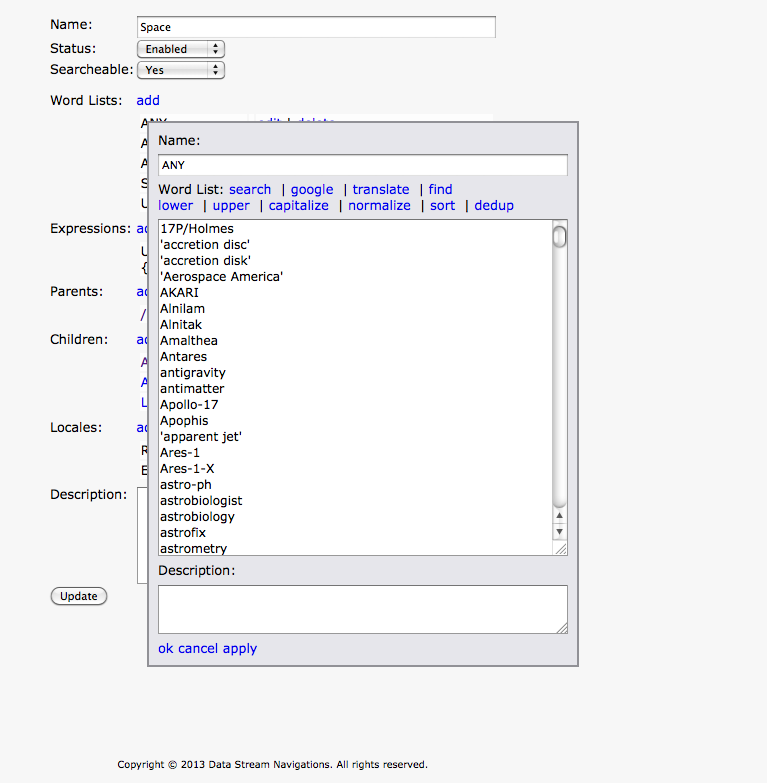 Name: Space
Status: Enabled
Searcheable: Yes
Word Lists: add
ANY edit | delete
Name:
ANY
Word List: search | google | translate | find
lower | upper | capitalize | normalize | sort | dedup
17P/Holmes
'accretion disc'
'accretion disk'
'Aerospace America'
AKARI
Alnilam
Alnitak
Amalthea
Antares
antigravity
antimatter
Apollo-17
Apophis
'apparent jet'
Ares-1
Ares-1-X
astro-ph
astrobiologist
astrobiology
astrofix
astrometry
Description:
ok cancel apply
Expressions:
Parents:
Children:
Locales:
Description:
Update
Copyright © 2013 Data Stream Navigations. All rights reserved.